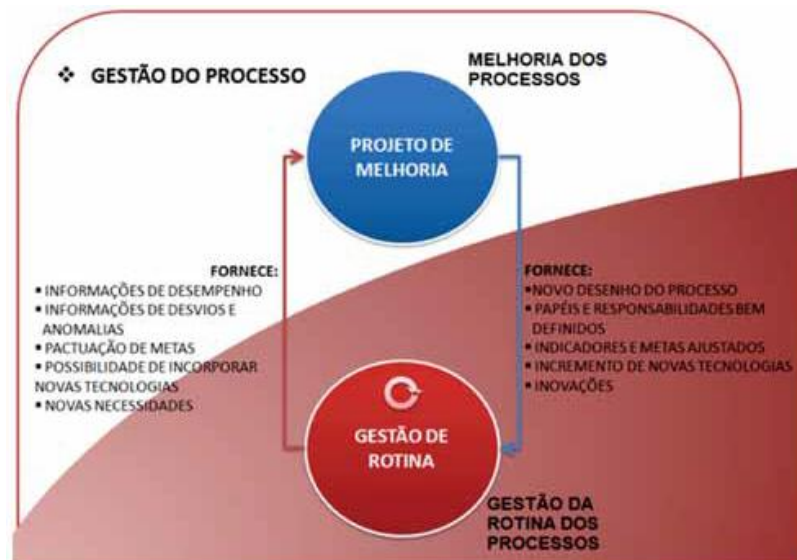 ❖ GESTÃO DO PROCESSO
MELHORIA DOS
PROCESSOS
PROJETO DE
MELHORIA
FORNECE:
▪ INFORMAÇÕES DE DESEMPENHO
▪ INFORMAÇÕES DE DESVIOS E
ANOMALIAS
▪ PACTUAÇÃO DE METAS
▪ POSSIBILIDADE DE INCORPORAR
NOVAS TECNOLOGIAS
▪ NOVAS NECESSIDADES
FORNECE:
▪NOVO DESENHO DO PROCESSO
▪ PAPÉIS E RESPONSABILIDADES BEM
DEFINIDOS
▪ INDICADORES E METAS AJUSTADOS
▪ INCREMENTO DE NOVAS TECNOLOGIAS
▪ INOVAÇÕES
GESTÃO DE
ROTINA
GESTÃO DA
ROTINA DOS
PROCESSOS